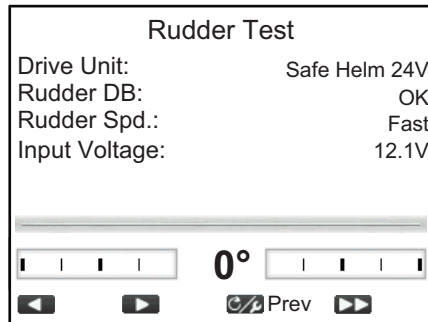 Rudder Test
Drive Unit: Safe Helm 24V
Rudder DB: OK
Rudder Spd.: Fast
Input Voltage: 12.1V
0°
Prev